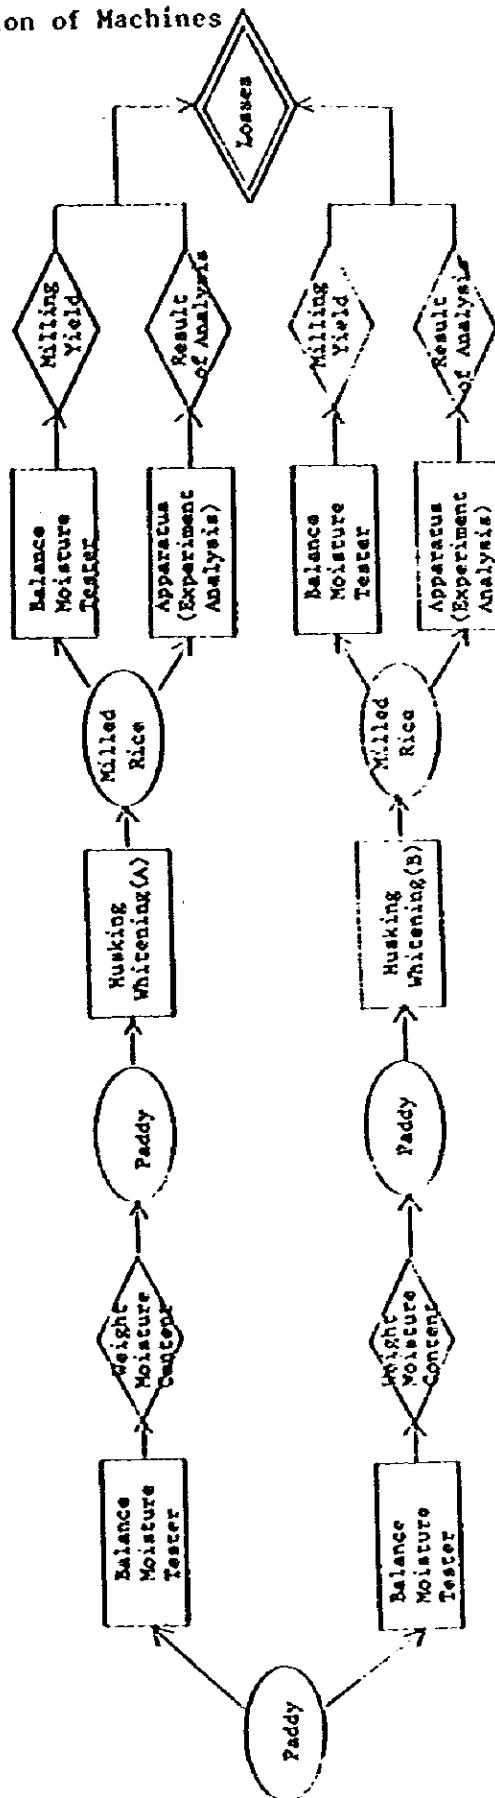 ion of Machines
Paddy
Balance
Moisture
Tester
Weight
Moisture
Content
Paddy
Husking
Whitening(A)
Milled
Rice
Balance
Moisture
Tester
Milling
Yield
Apparatus
(Experiment
Analysis)
Result
of Analysis
Balance
Moisture
Tester
Weight
Moisture
Content
Paddy
Husking
Whitening(B)
Milled
Rice
Balance
Moisture
Tester
Milling
Yield
Apparatus
(Experiment
Analysis)
Result
of Analysis
Losses